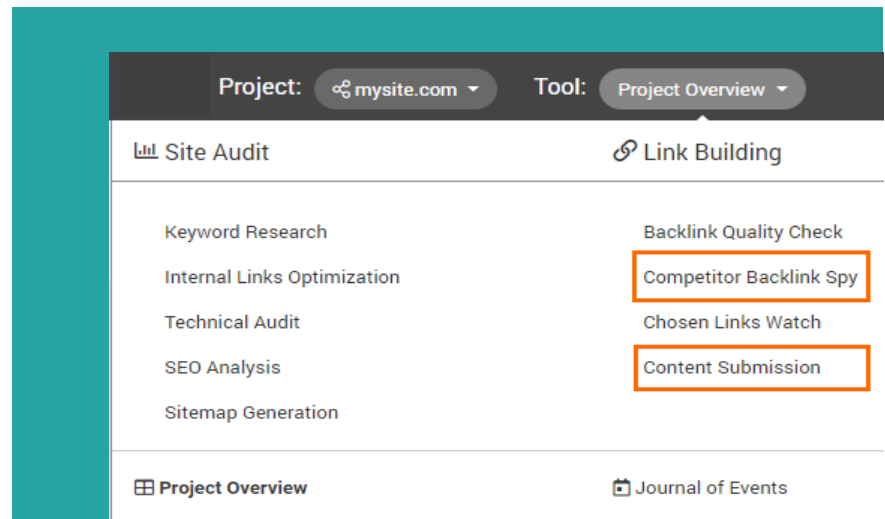 Project: mysite.com Tool: Project Overview
Site Audit
Keyword Research
Internal Links Optimization
Technical Audit
SEO Analysis
Sitemap Generation
Link Building
Backlink Quality Check
Competitor Backlink Spy
Chosen Links Watch
Content Submission
Project Overview
Journal of Events